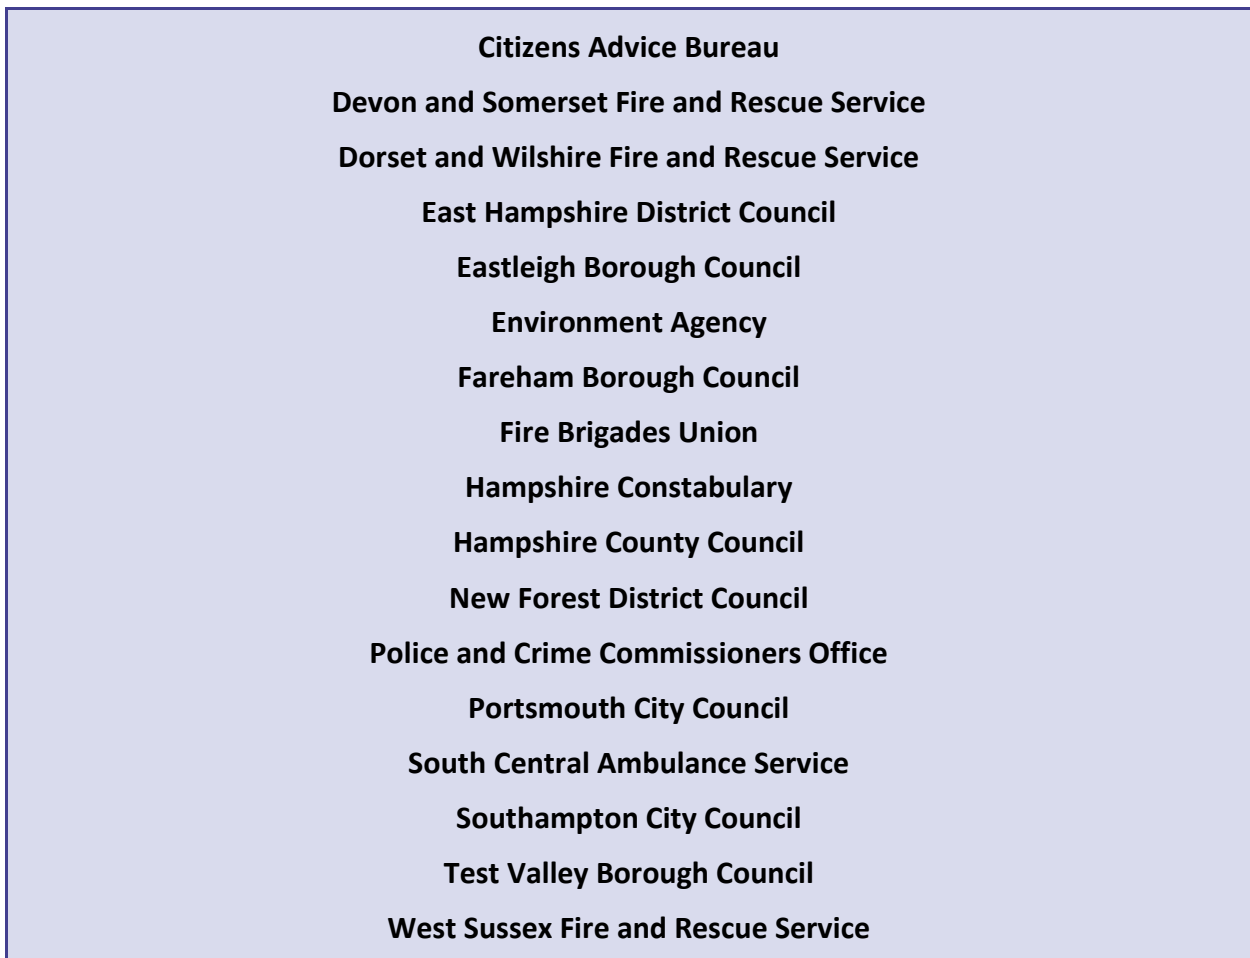 Citizens Advice Bureau
Devon and Somerset Fire and Rescue Service
Dorset and Wilshire Fire and Rescue Service
East Hampshire District Council
Eastleigh Borough Council
Environment Agency
Fareham Borough Council
Fire Brigades Union
Hampshire Constabulary
Hampshire County Council
New Forest District Council
Police and Crime Commissioners Office
Portsmouth City Council
South Central Ambulance Service
Southampton City Council
Test Valley Borough Council
West Sussex Fire and Rescue Service